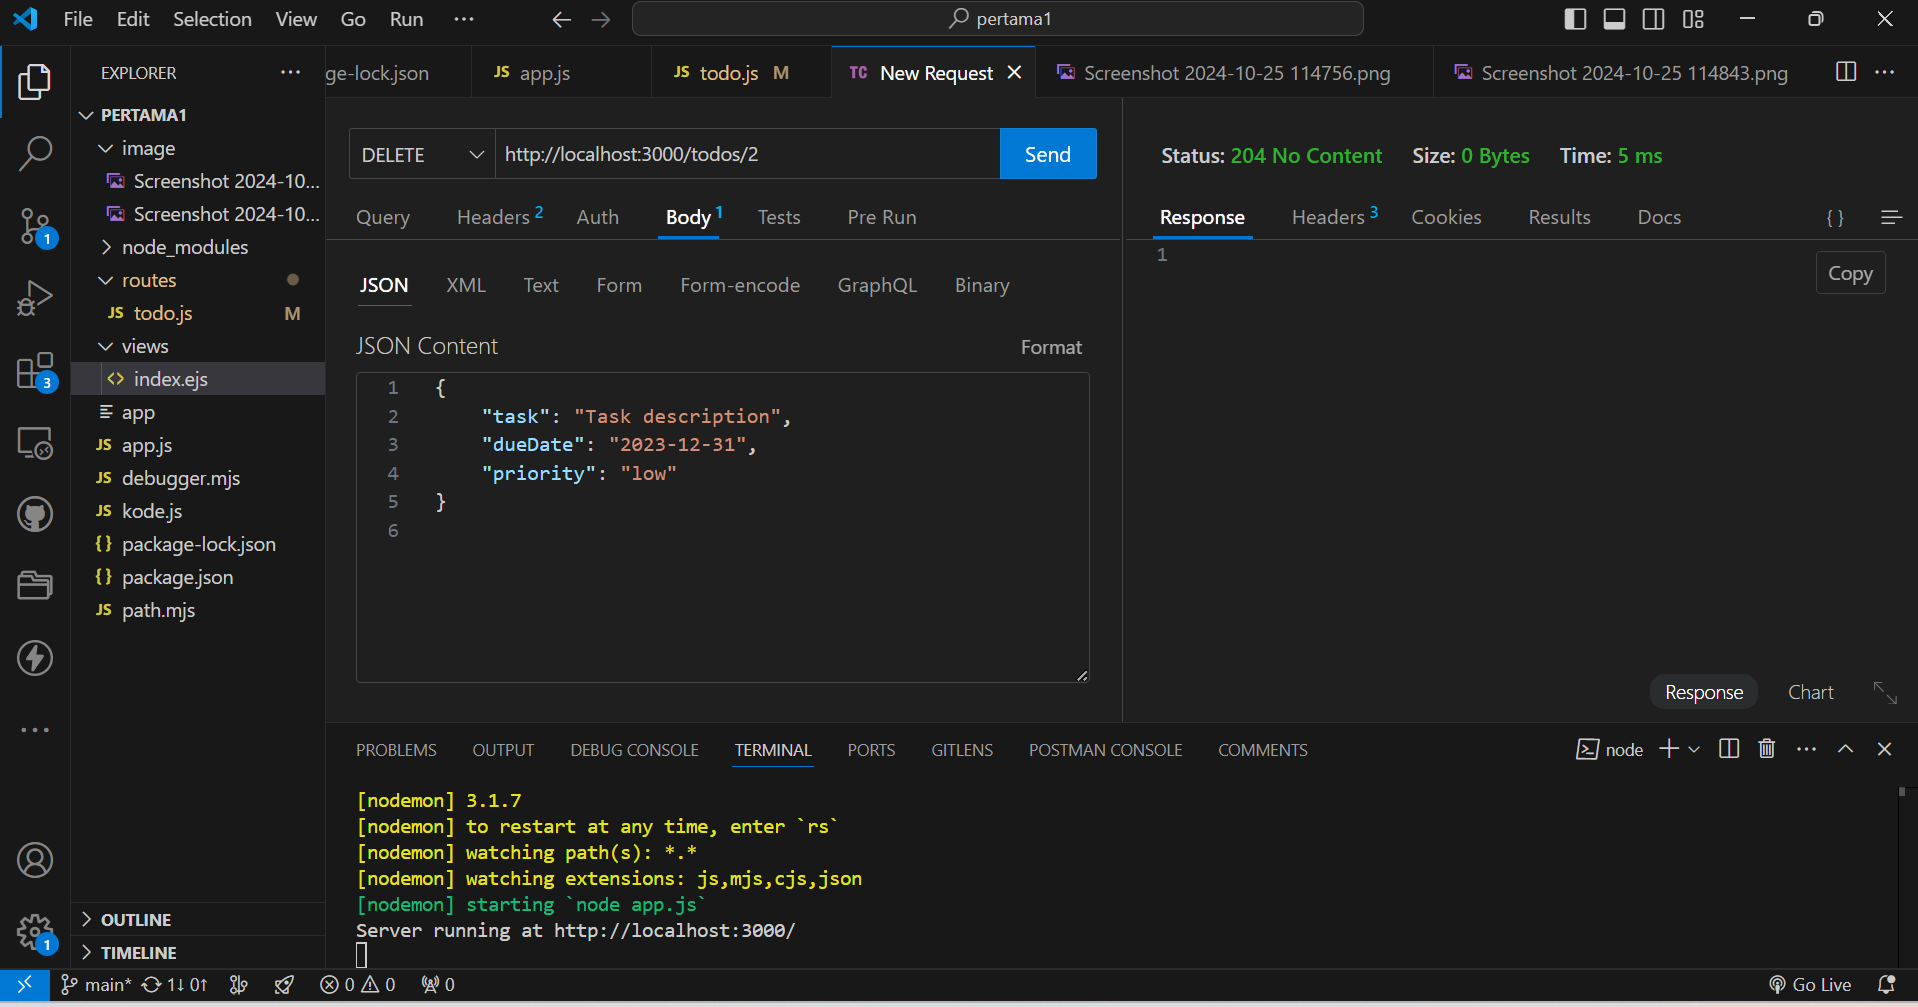 File Edit Selection View Go Run ··· pertama1
EXPLORER ···
PERTAMA1
image
Screenshot 2024-10...
Screenshot 2024-10...
node_modules
routes
JS todo.js M
views
<> index.ejs
app
JS app.js
JS debugger.mjs
JS kode.js
{} package-lock.json
{} package.json
JS path.mjs
OUTLINE
TIMELINE
1
3
1
ge-lock.json JS app.js JS todo.js M TC New Request Screenshot 2024-10-25 114756.png Screenshot 2024-10-25 114843.png ···
DELETE http://localhost:3000/todos/2 Send
Query Headers 2 Auth Body 1 Tests Pre Run
JSON XML Text Form Form-encode GraphQL Binary
JSON Content Format
1 {
2 "task": "Task description",
3 "dueDate": "2023-12-31",
4 "priority": "low"
5 }
6
Status: 204 No Content Size: 0 Bytes Time: 5 ms
Response Headers 3 Cookies Results Docs {}
1
Copy
Response Chart
PROBLEMS OUTPUT DEBUG CONSOLE TERMINAL PORTS GITLENS POSTMAN CONSOLE COMMENTS node ···
[nodemon] 3.1.7
[nodemon] to restart at any time, enter `rs`
[nodemon] watching path(s): *.*
[nodemon] watching extensions: js,mjs,cjs,json
[nodemon] starting `node app.js`
Server running at http://localhost:3000/
main* 1↓ 0↑ 0 0 0 Go Live